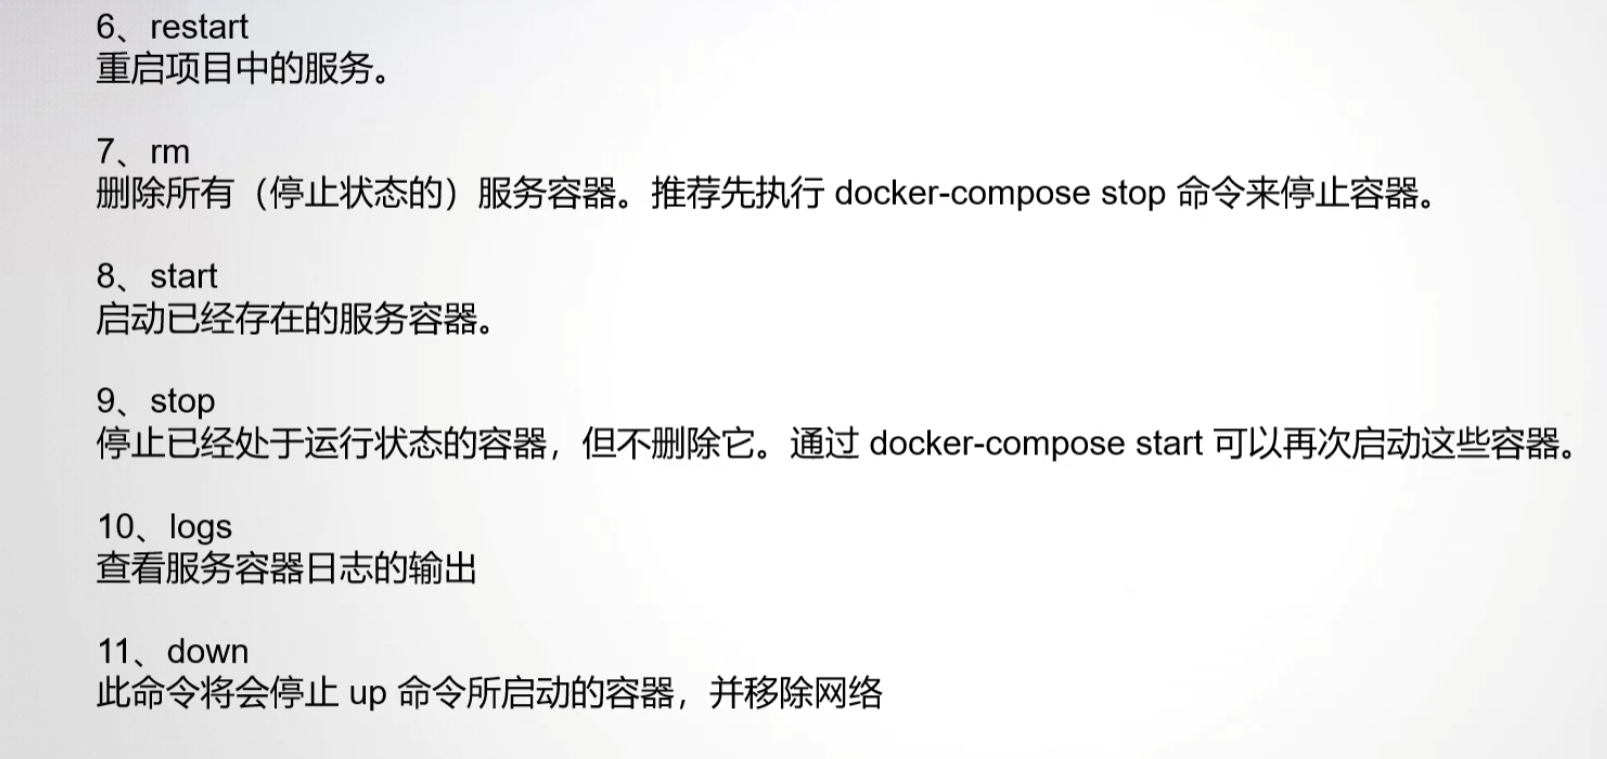 6、restart
重启项目中的服务。
7、rm
删除所有（停止状态的）服务容器。推荐先执行 docker-compose stop 命令来停止容器。
8、start
启动已经存在的服务容器。
9、stop
停止已经处于运行状态的容器，但不删除它。通过 docker-compose start 可以再次启动这些容器。
10、logs
查看服务容器日志的输出
11、down
此命令将会停止 up 命令所启动的容器，并移除网络